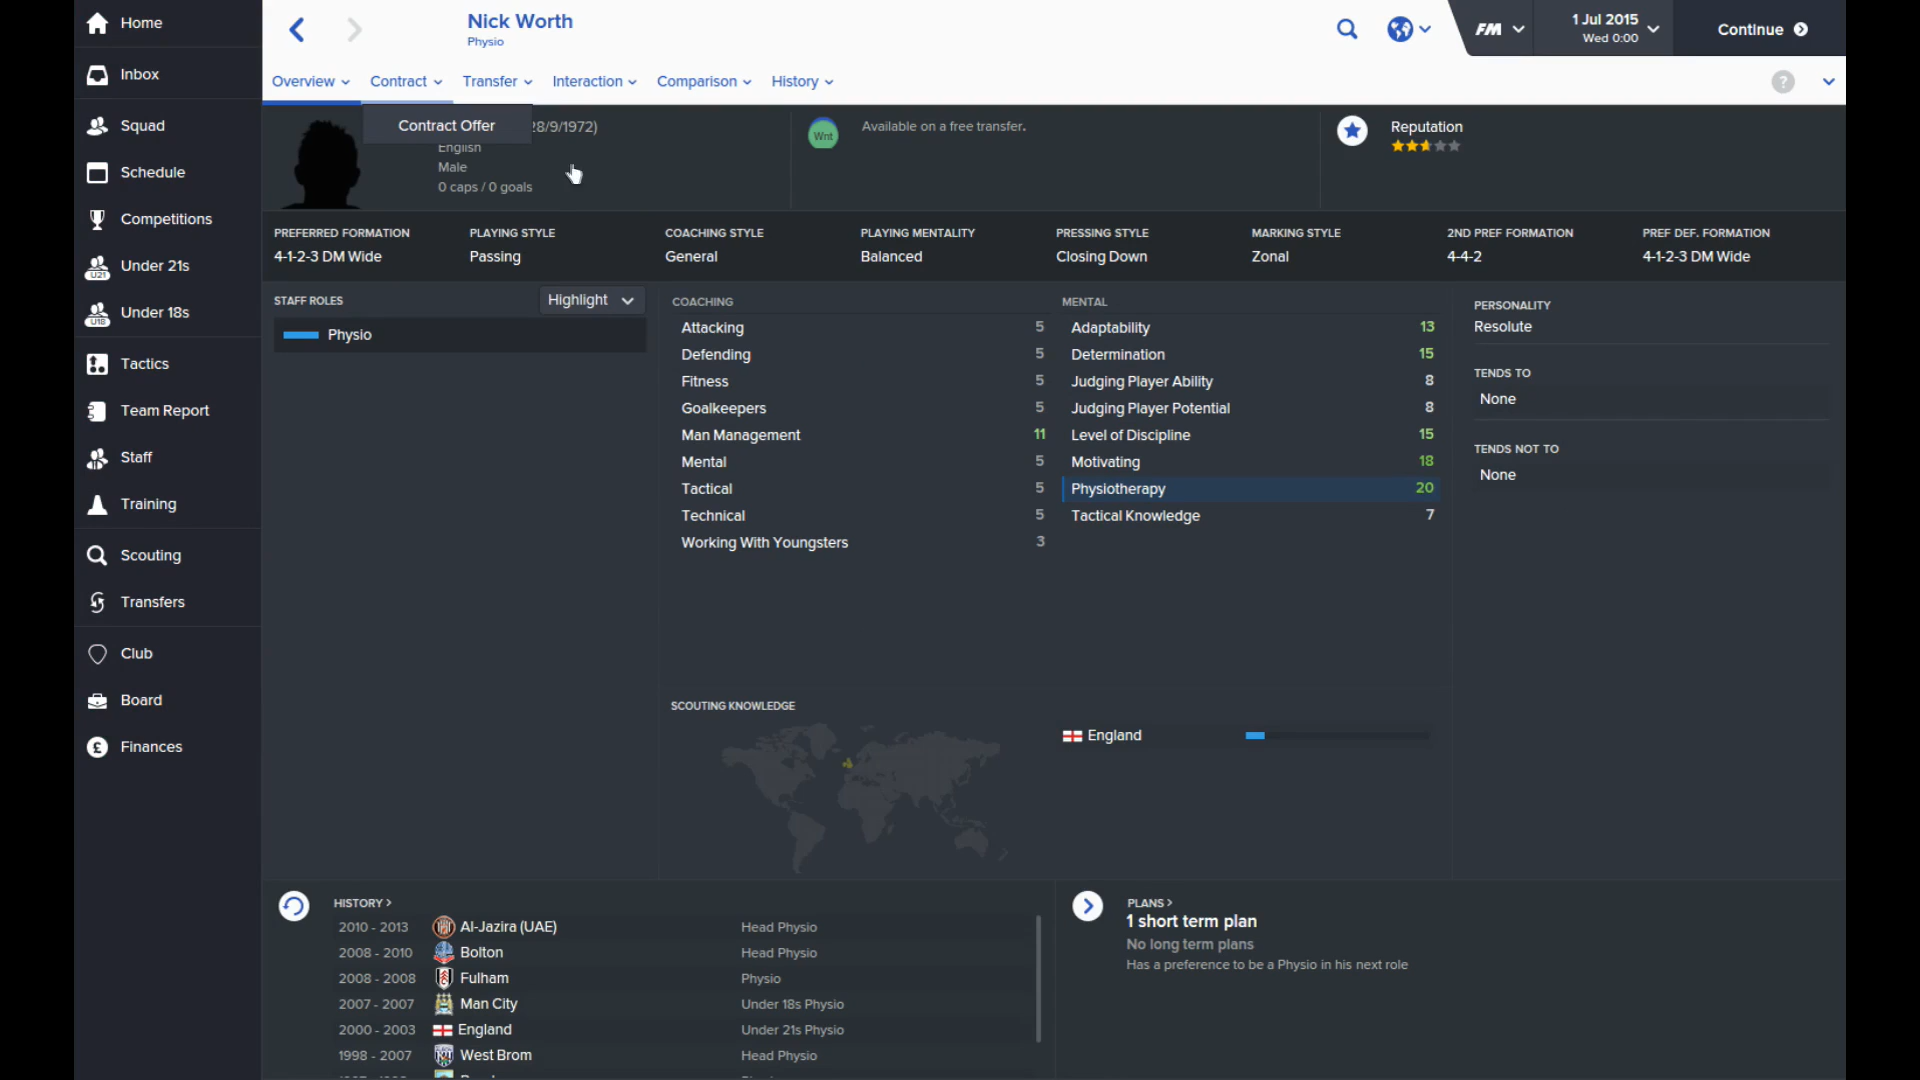 Home
Inbox
Squad
Schedule
Competitions
U21
Under 21s
U18
Under 18s
Tactics
Team Report
Staff
Training
Scouting
Transfers
Club
Board
£
Finances
Nick Worth
Physio
FM
1 Jul 2015
Wed 0:00
Continue
Overview
Contract
Transfer
Interaction
Comparison
History
?
Contract Offer
28/9/1972)
English
Male
0 caps / 0 goals
Wnt
Available on a free transfer.
Reputation
PREFERRED FORMATION
4-1-2-3 DM Wide
PLAYING STYLE
Passing
COACHING STYLE
General
PLAYING MENTALITY
Balanced
PRESSING STYLE
Closing Down
MARKING STYLE
Zonal
2ND PREF FORMATION
4-4-2
PREF DEF. FORMATION
4-1-2-3 DM Wide
STAFF ROLES
Highlight
Physio
COACHING
Attacking 5
Defending 5
Fitness 5
Goalkeepers 5
Man Management 11
Mental 5
Tactical 5
Technical 5
Working With Youngsters 3
MENTAL
Adaptability 13
Determination 15
Judging Player Ability 8
Judging Player Potential 8
Level of Discipline 15
Motivating 18
Physiotherapy 20
Tactical Knowledge 7
PERSONALITY
Resolute
TENDS TO
None
TENDS NOT TO
None
SCOUTING KNOWLEDGE
England
HISTORY >
2010 - 2013 Al-Jazira (UAE) Head Physio
2008 - 2010 Bolton Head Physio
2008 - 2008 Fulham Physio
2007 - 2007 Man City Under 18s Physio
2000 - 2003 England Under 21s Physio
1998 - 2007 West Brom Head Physio
PLANS >
1 short term plan
No long term plans
Has a preference to be a Physio in his next role